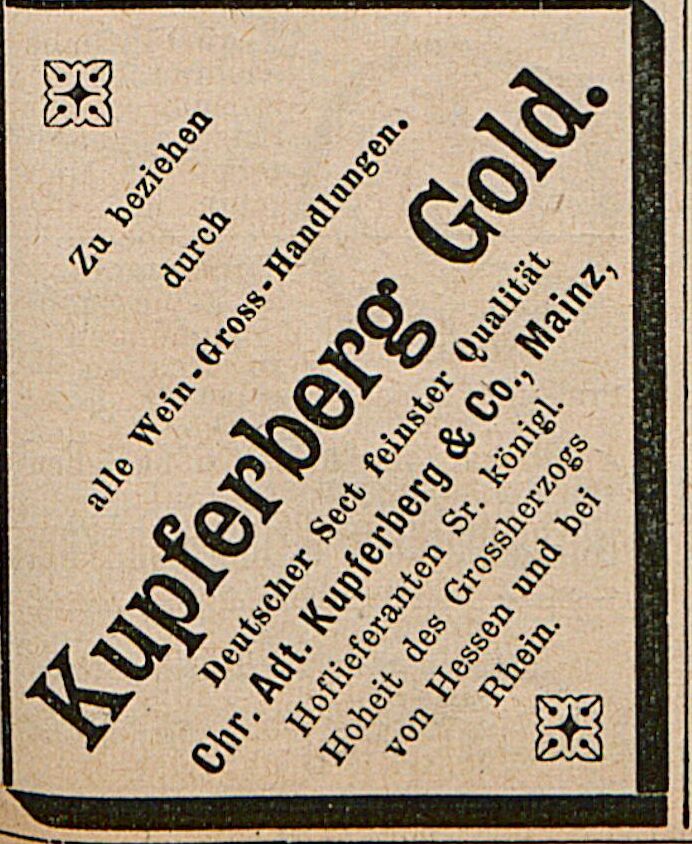 Zu beziehen
durch
alle Wein-Gross-Handlungen.
Kupferberg Gold.
Deutscher Sect feinster Qualität
Chr. Adt. Kupferberg & Co., Mainz,
Hoflieferanten Sr. königl.
Hoheit des Grossherzogs
von Hessen und bei
Rhein.